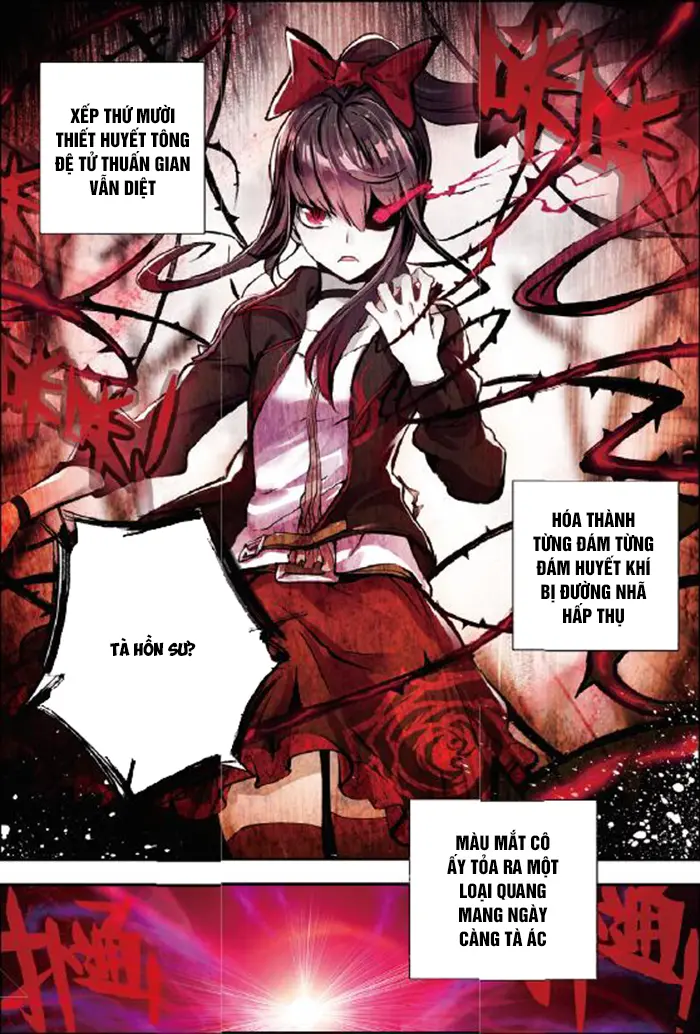 XẾP THỨ MƯỜI
THIẾT HUYẾT TÔNG
ĐỆ TỬ THUẤN GIAN
VẪN DIỆT
HÓA THÀNH
TỪNG ĐÁM TỪNG
ĐÁM HUYẾT KHÍ
BỊ ĐƯỜNG NHÃ
HẤP THỤ
TÀ HỒN SƯ?
MÀU MẮT CÔ
ẤY TỎA RA MỘT
LOẠI QUANG
MANG NGÀY
CÀNG TÀ ÁC